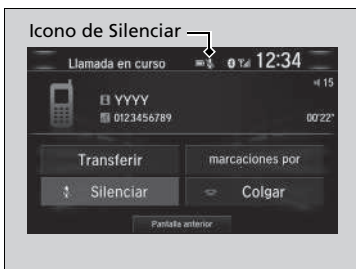 Icono de Silenciar
Llamada en curso 12:34
15
YYYY
0123456789 00'22"
Transferir marcaciones por
Silenciar Colgar
Pantalla anterior